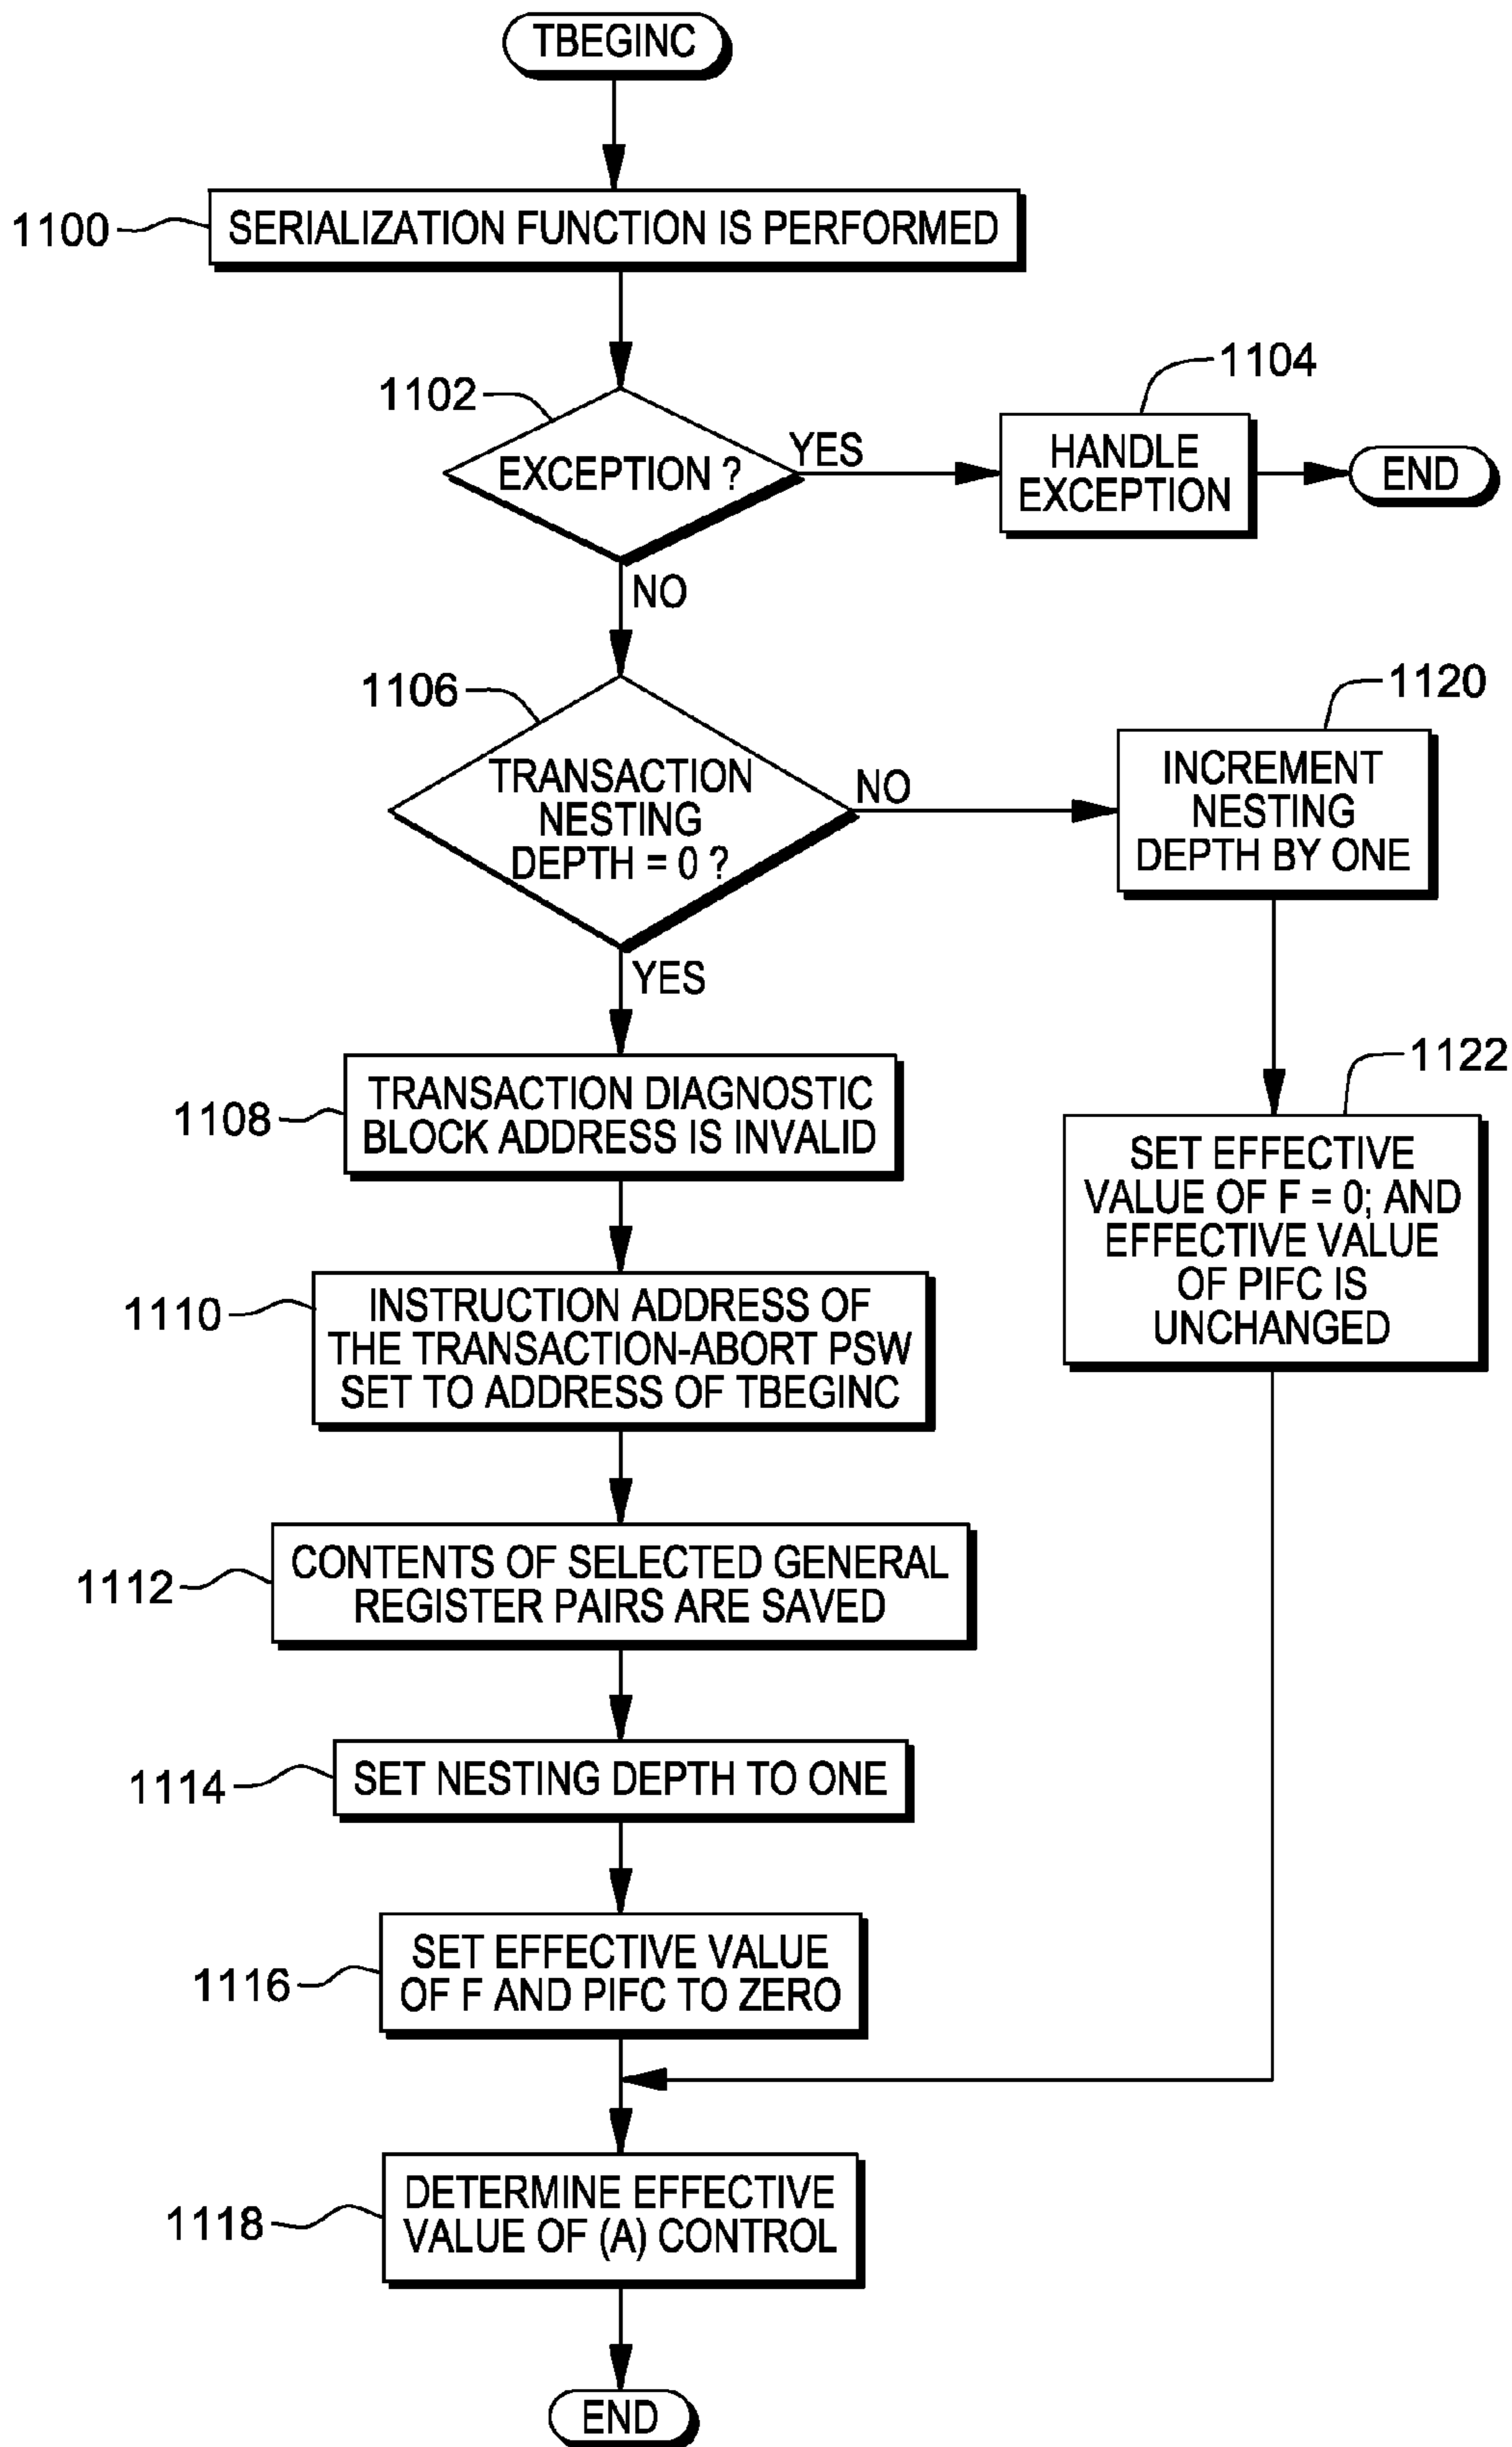 TBEGINC
1100
SERIALIZATION FUNCTION IS PERFORMED
1102
EXCEPTION ?
YES
1104
HANDLE
EXCEPTION
END
NO
1106
TRANSACTION
NESTING
DEPTH = 0 ?
NO
1120
INCREMENT
NESTING
DEPTH BY ONE
YES
1108
TRANSACTION DIAGNOSTIC
BLOCK ADDRESS IS INVALID
1122
SET EFFECTIVE
VALUE OF F = 0; AND
EFFECTIVE VALUE
OF PIFC IS
UNCHANGED
1110
INSTRUCTION ADDRESS OF
THE TRANSACTION-ABORT PSW
SET TO ADDRESS OF TBEGINC
1112
CONTENTS OF SELECTED GENERAL
REGISTER PAIRS ARE SAVED
1114
SET NESTING DEPTH TO ONE
1116
SET EFFECTIVE VALUE
OF F AND PIFC TO ZERO
1118
DETERMINE EFFECTIVE
VALUE OF (A) CONTROL
END